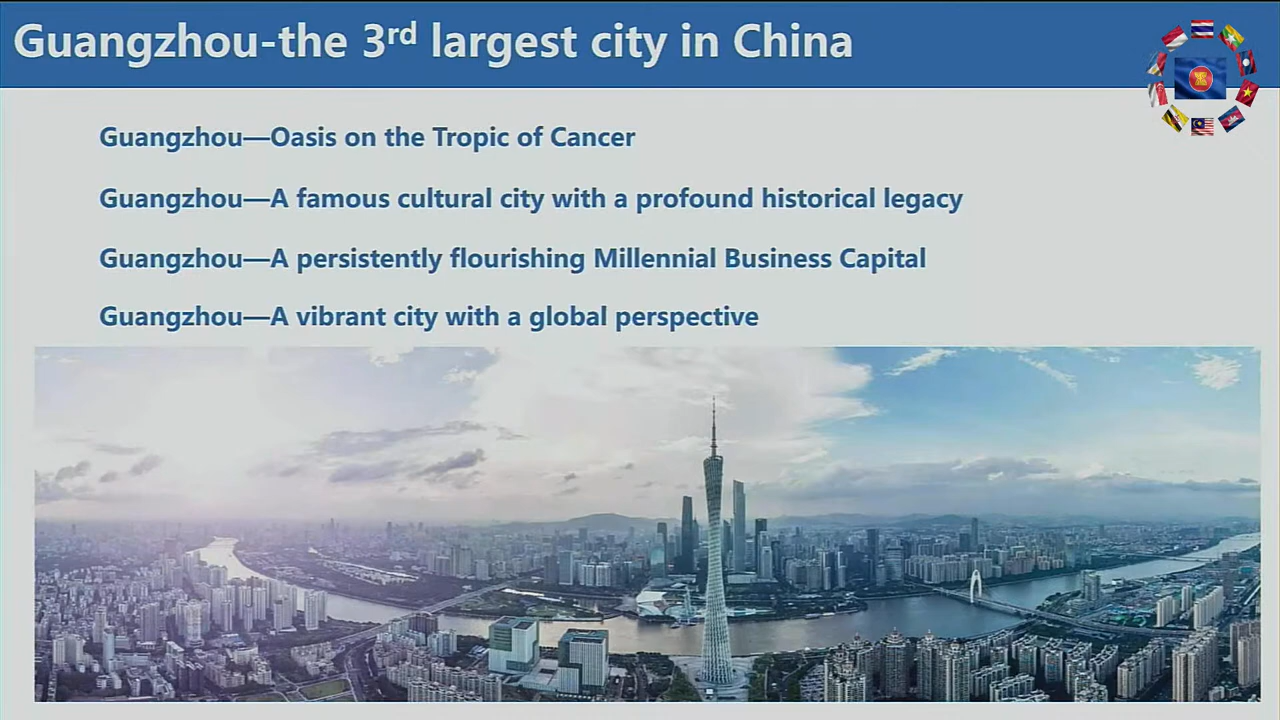 Guangzhou-the 3rd largest city in China
Guangzhou—Oasis on the Tropic of Cancer
Guangzhou—A famous cultural city with a profound historical legacy
Guangzhou—A persistently flourishing Millennial Business Capital
Guangzhou—A vibrant city with a global perspective